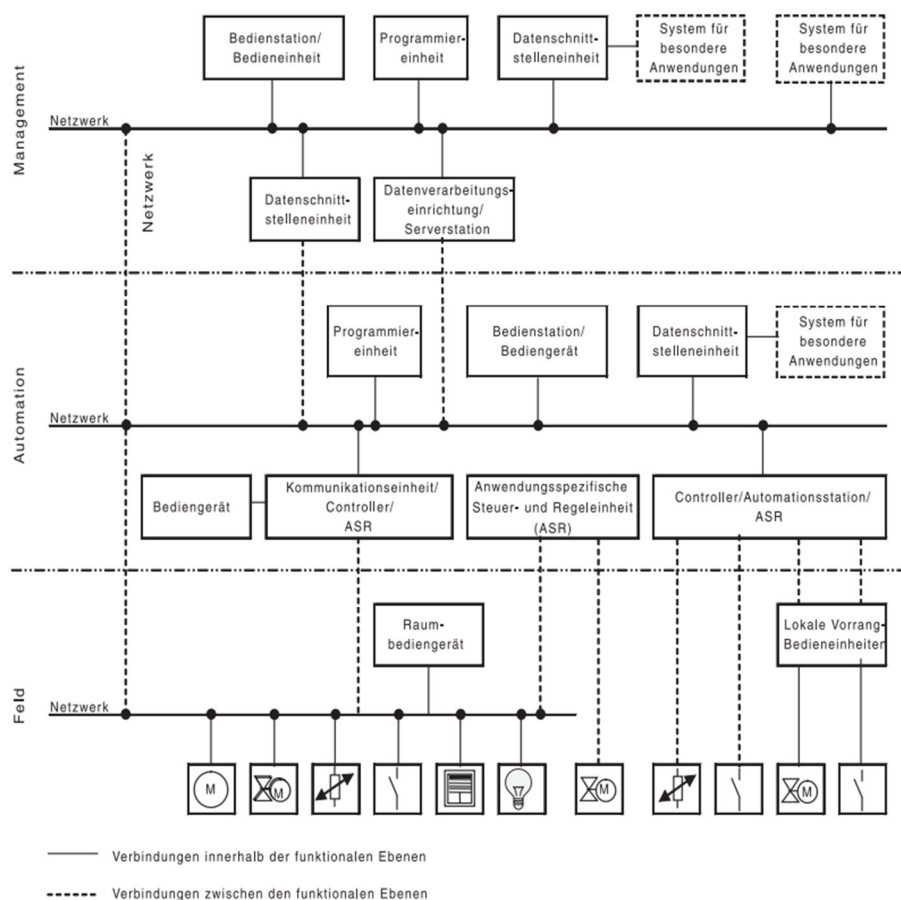 Bedienstation/
Bedieneinheit
Programmier-
einheit
Datenschnitt-
stelleneinheit
System für
besondere
Anwendungen
System für
besondere
Anwendungen
Management
Netzwerk
Netzwerk
Datenschnitt-
stelleneinheit
Datenverarbeitungs-
einrichtung/
Serverstation
Programmier-
einheit
Bedienstation/
Bediengerät
Datenschnitt-
stelleneinheit
System für
besondere
Anwendungen
Automation
Netzwerk
Bediengerät
Kommunikationseinheit/
Controller/
ASR
Anwendungsspezifische
Steuer- und Regeleinheit
(ASR)
Controller/Automationsstation/
ASR
Raum-
bediengerät
Lokale Vorrang-
Bedieneinheiten
Feld
Netzwerk
M
M
M
M
Verbindungen innerhalb der funktionalen Ebenen
Verbindungen zwischen den funktionalen Ebenen